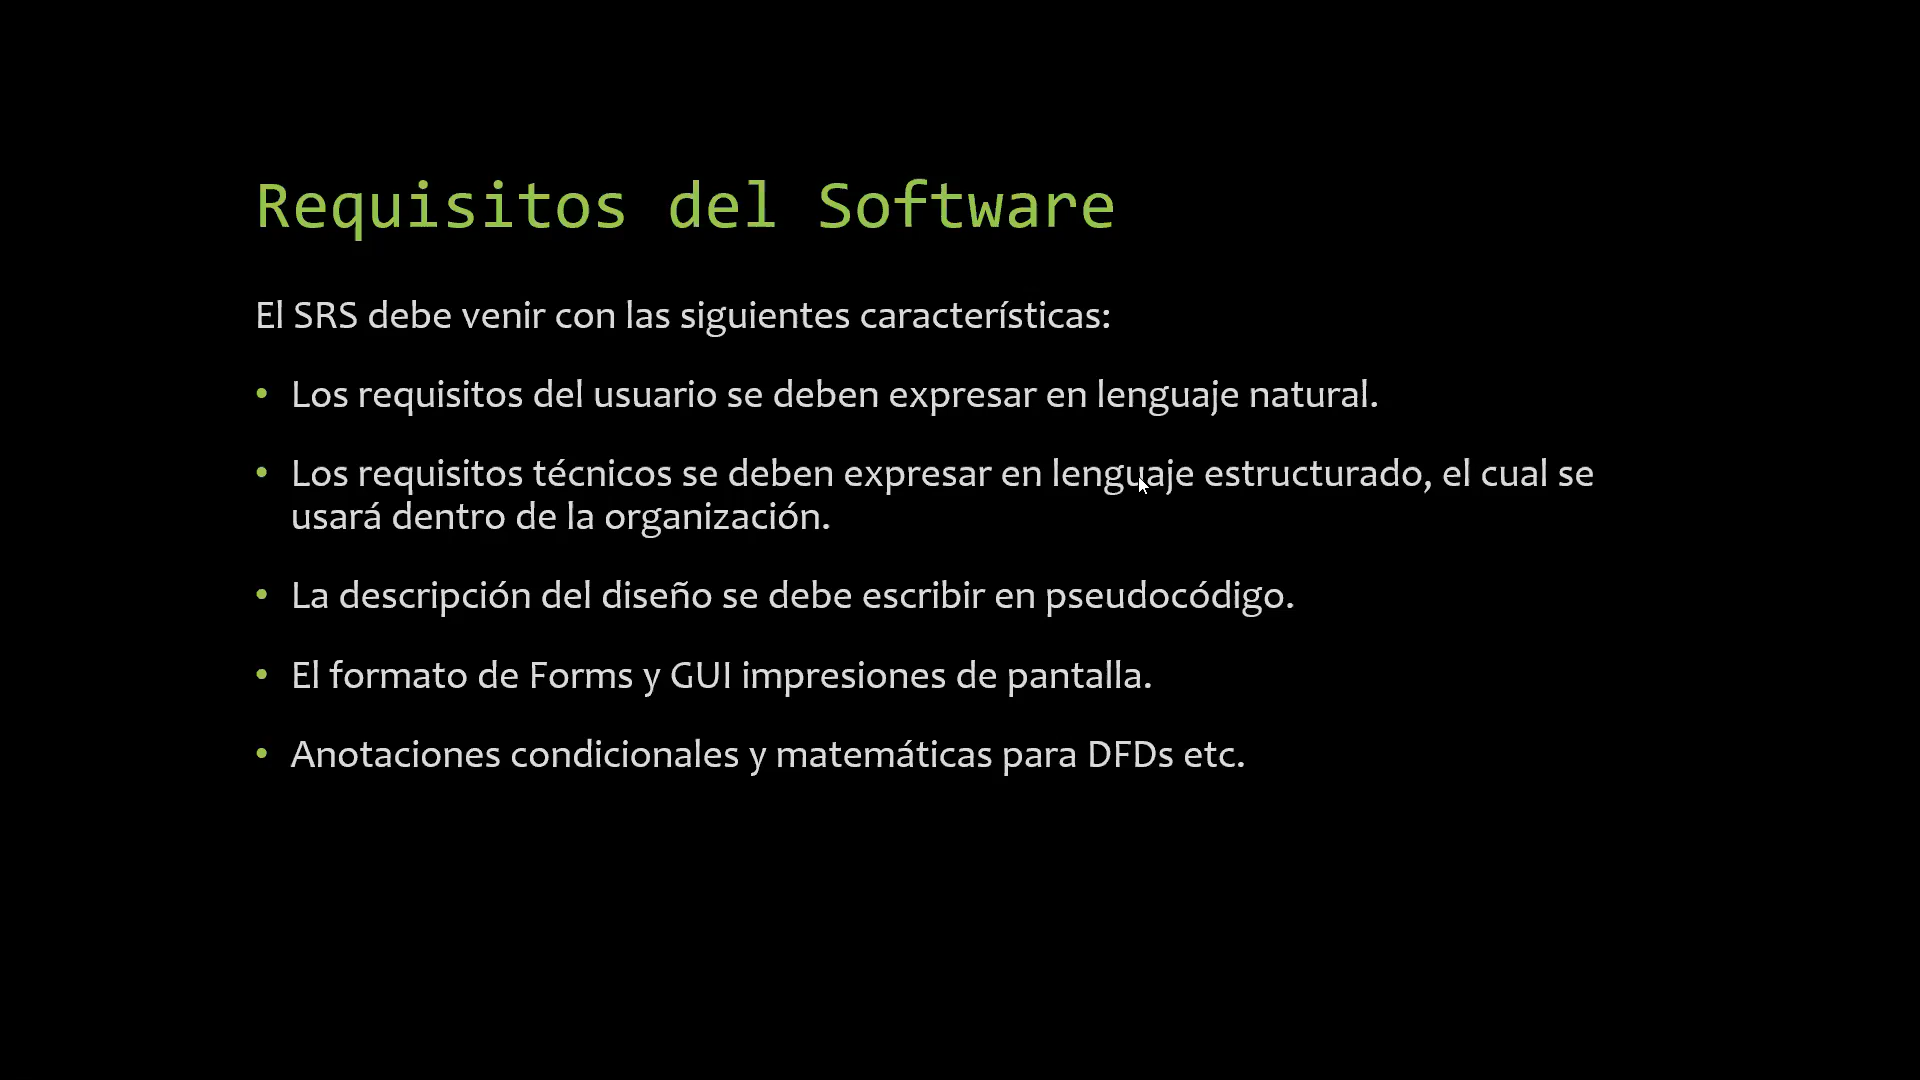 Requisitos del Software
El SRS debe venir con las siguientes características:
• Los requisitos del usuario se deben expresar en lenguaje natural.
• Los requisitos técnicos se deben expresar en lenguaje estructurado, el cual se
usará dentro de la organización.
• La descripción del diseño se debe escribir en pseudocódigo.
• El formato de Forms y GUI impresiones de pantalla.
• Anotaciones condicionales y matemáticas para DFDs etc.